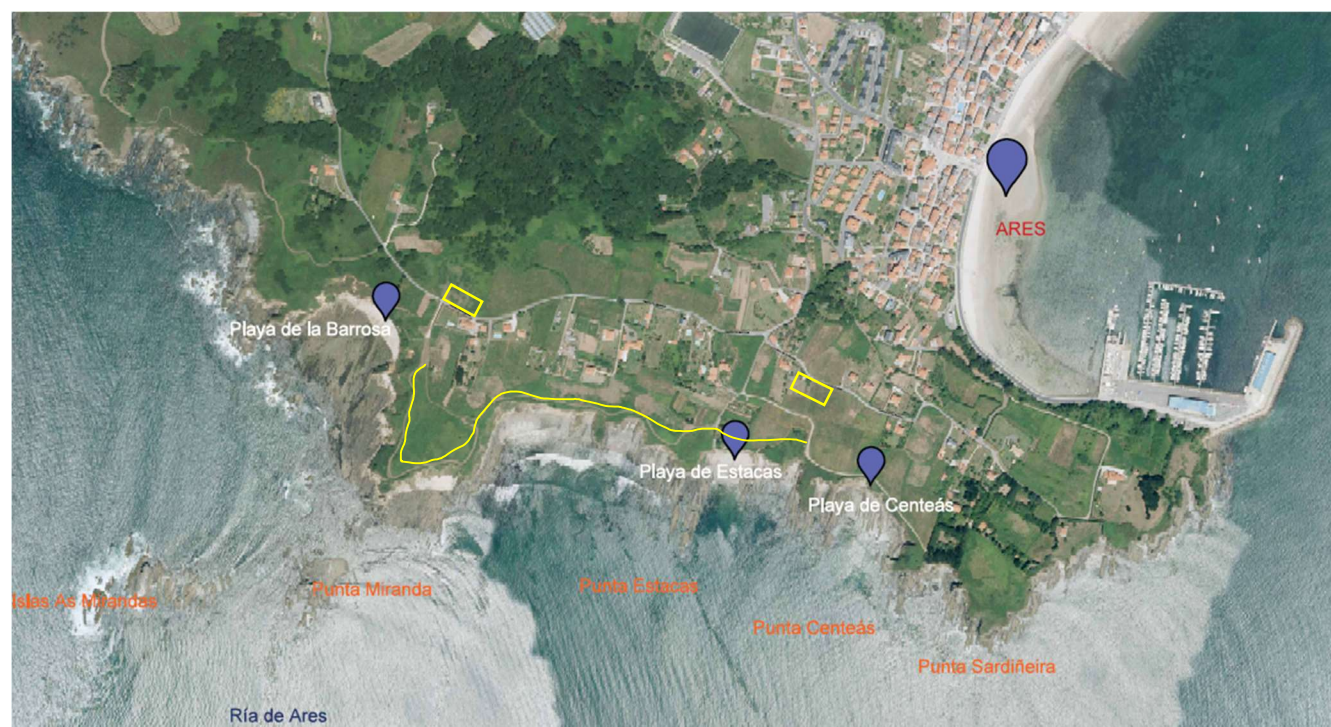 ARES
Playa de la Barrosa
Playa de Estacas
Playa de Centeás
Islas As Mirandas
Punta Miranda
Punta Estacas
Punta Centeás
Punta Sardiñeira
Ría de Ares